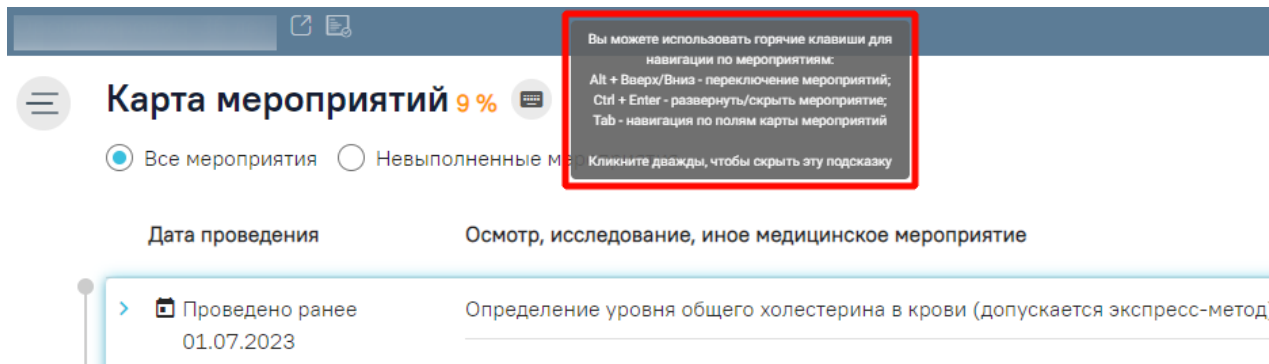 Вы можете использовать горячие клавиши для
навигации по мероприятиям:
Alt + Вверх/Вниз - переключение мероприятий;
Ctrl + Enter - развернуть/скрыть мероприятие;
Tab - навигация по полям карты мероприятий
Кликните дважды, чтобы скрыть эту подсказку
Карта мероприятий 9 %
Все мероприятия Невыполненные
Дата проведения Осмотр, исследование, иное медицинское мероприятие
Проведено ранее Определение уровня общего холестерина в крови (допускается экспресс-метод)
01.07.2023